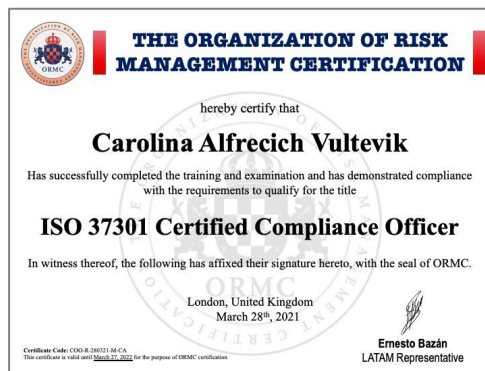 ORMC
THE ORGANIZATION OF RISK
MANAGEMENT CERTIFICATION
hereby certify that
Carolina Alfrecich Vultevik
Has successfully completed the training and examination and has demonstrated compliance
with the requirements to qualify for the title
ISO 37301 Certified Compliance Officer
In witness thereof, the following has affixed their signature hereto, with the seal of ORMC.
ORMC
London, United Kingdom
March 28th, 2021
Ernesto Bazán
LATAM Representative
Certificate Code: COO-R-280321-M-CA
This certificate is valid until March 27, 2022 for the purpose of ORMC certification